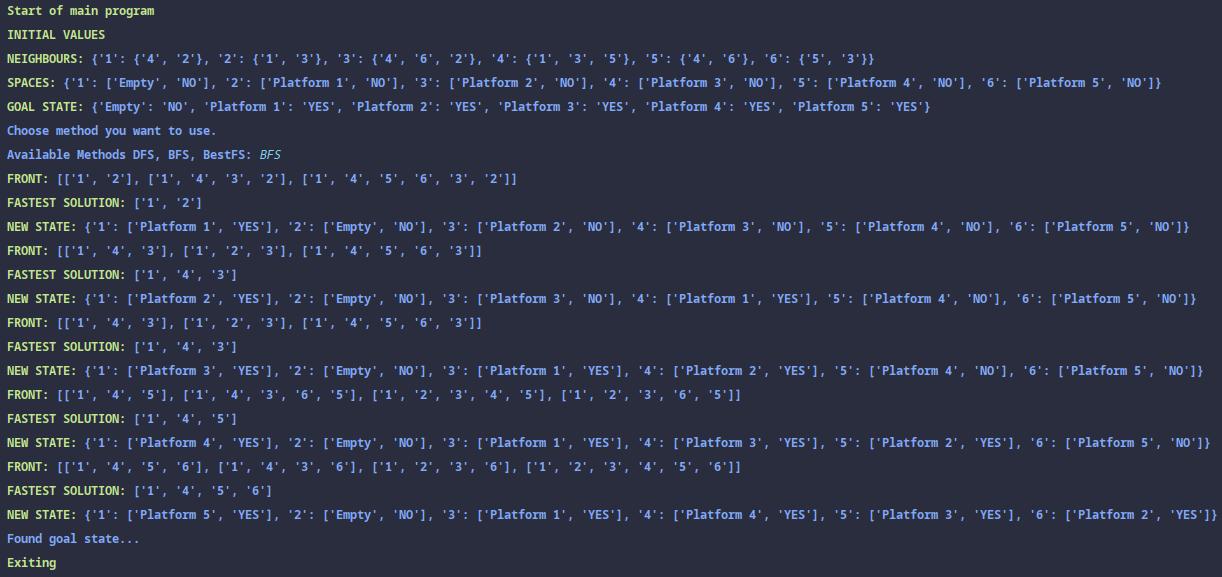 Start of main program
INITIAL VALUES
NEIGHBOURS: {'1': {'4', '2'}, '2': {'1', '3'}, '3': {'4', '6', '2'}, '4': {'1', '3', '5'}, '5': {'4', '6'}, '6': {'5', '3'}}
SPACES: {'1': ['Empty', 'NO'], '2': ['Platform 1', 'NO'], '3': ['Platform 2', 'NO'], '4': ['Platform 3', 'NO'], '5': ['Platform 4', 'NO'], '6': ['Platform 5', 'NO']}
GOAL STATE: {'Empty': 'NO', 'Platform 1': 'YES', 'Platform 2': 'YES', 'Platform 3': 'YES', 'Platform 4': 'YES', 'Platform 5': 'YES'}
Choose method you want to use.
Available Methods DFS, BFS, BestFS: BFS
FRONT: [['1', '2'], ['1', '4', '3', '2'], ['1', '4', '5', '6', '3', '2']]
FASTEST SOLUTION: ['1', '2']
NEW STATE: {'1': ['Platform 1', 'YES'], '2': ['Empty', 'NO'], '3': ['Platform 2', 'NO'], '4': ['Platform 3', 'NO'], '5': ['Platform 4', 'NO'], '6': ['Platform 5', 'NO']}
FRONT: [['1', '4', '3'], ['1', '2', '3'], ['1', '4', '5', '6', '3']]
FASTEST SOLUTION: ['1', '4', '3']
NEW STATE: {'1': ['Platform 2', 'YES'], '2': ['Empty', 'NO'], '3': ['Platform 3', 'NO'], '4': ['Platform 1', 'YES'], '5': ['Platform 4', 'NO'], '6': ['Platform 5', 'NO']}
FRONT: [['1', '4', '3'], ['1', '2', '3'], ['1', '4', '5', '6', '3']]
FASTEST SOLUTION: ['1', '4', '3']
NEW STATE: {'1': ['Platform 3', 'YES'], '2': ['Empty', 'NO'], '3': ['Platform 1', 'YES'], '4': ['Platform 2', 'YES'], '5': ['Platform 4', 'NO'], '6': ['Platform 5', 'NO']}
FRONT: [['1', '4', '5'], ['1', '4', '3', '6', '5'], ['1', '2', '3', '4', '5'], ['1', '2', '3', '6', '5']]
FASTEST SOLUTION: ['1', '4', '5']
NEW STATE: {'1': ['Platform 4', 'YES'], '2': ['Empty', 'NO'], '3': ['Platform 1', 'YES'], '4': ['Platform 3', 'YES'], '5': ['Platform 2', 'YES'], '6': ['Platform 5', 'NO']}
FRONT: [['1', '4', '5', '6'], ['1', '4', '3', '6'], ['1', '2', '3', '6'], ['1', '2', '3', '4', '5', '6']]
FASTEST SOLUTION: ['1', '4', '5', '6']
NEW STATE: {'1': ['Platform 5', 'YES'], '2': ['Empty', 'NO'], '3': ['Platform 1', 'YES'], '4': ['Platform 4', 'YES'], '5': ['Platform 3', 'YES'], '6': ['Platform 2', 'YES']}
Found goal state...
Exiting